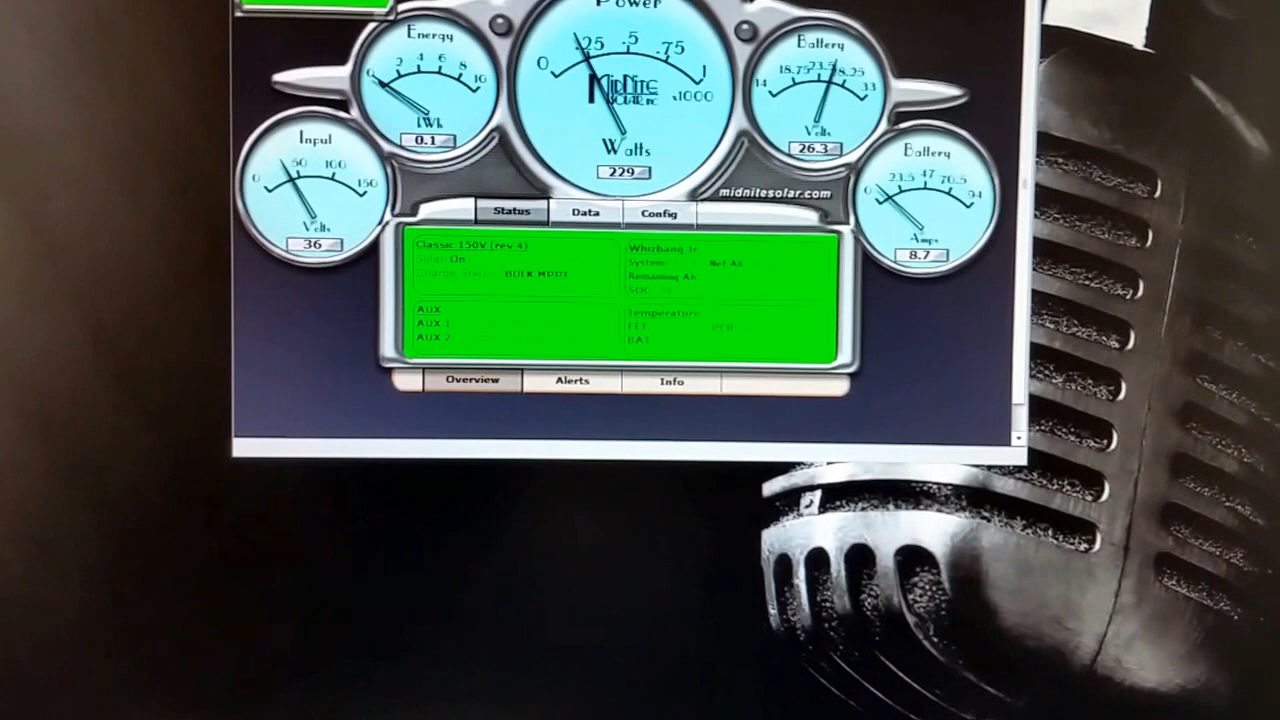 Power
Energy
0 2 4 6 8 10
kWh
0.1
0 .25 .5 .75 1
MidNite
SOLAR INC
x1000
Watts
229
Battery
14 18.75 23.5 28.25 33
Volts
26.3
Input
0 50 100 150
Volts
36
Battery
0 23.5 47 70.5 94
Amps
8.7
midnitesolar.com
Status Data Config
Classic 150V (rev 4)
Solar On
Charge Status BULK MPPT
AUX
AUX 1
AUX 2
Whizbang Jr
System Net Ah
Remaining Ah
SOC
Temperature
FET PCB
BAT
Overview Alerts Info